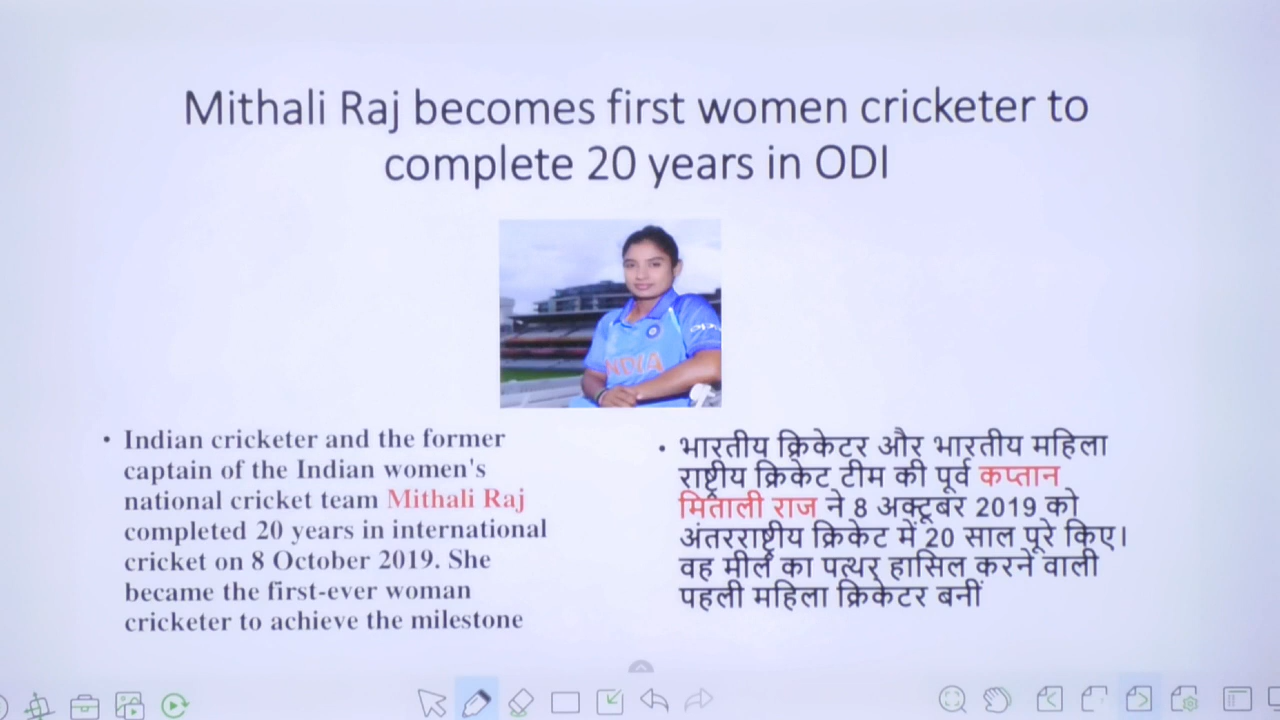 Mithali Raj becomes first women cricketer to
complete 20 years in ODI
INDIA
oppo
• Indian cricketer and the former
captain of the Indian women's
national cricket team Mithali Raj
completed 20 years in international
cricket on 8 October 2019. She
became the first-ever woman
cricketer to achieve the milestone
• भारतीय क्रिकेटर और भारतीय महिला
राष्ट्रीय क्रिकेट टीम की पूर्व कप्तान
मिताली राज ने 8 अक्टूबर 2019 को
अंतरराष्ट्रीय क्रिकेट में 20 साल पूरे किए।
वह मील का पत्थर हासिल करने वाली
पहली महिला क्रिकेटर बनीं